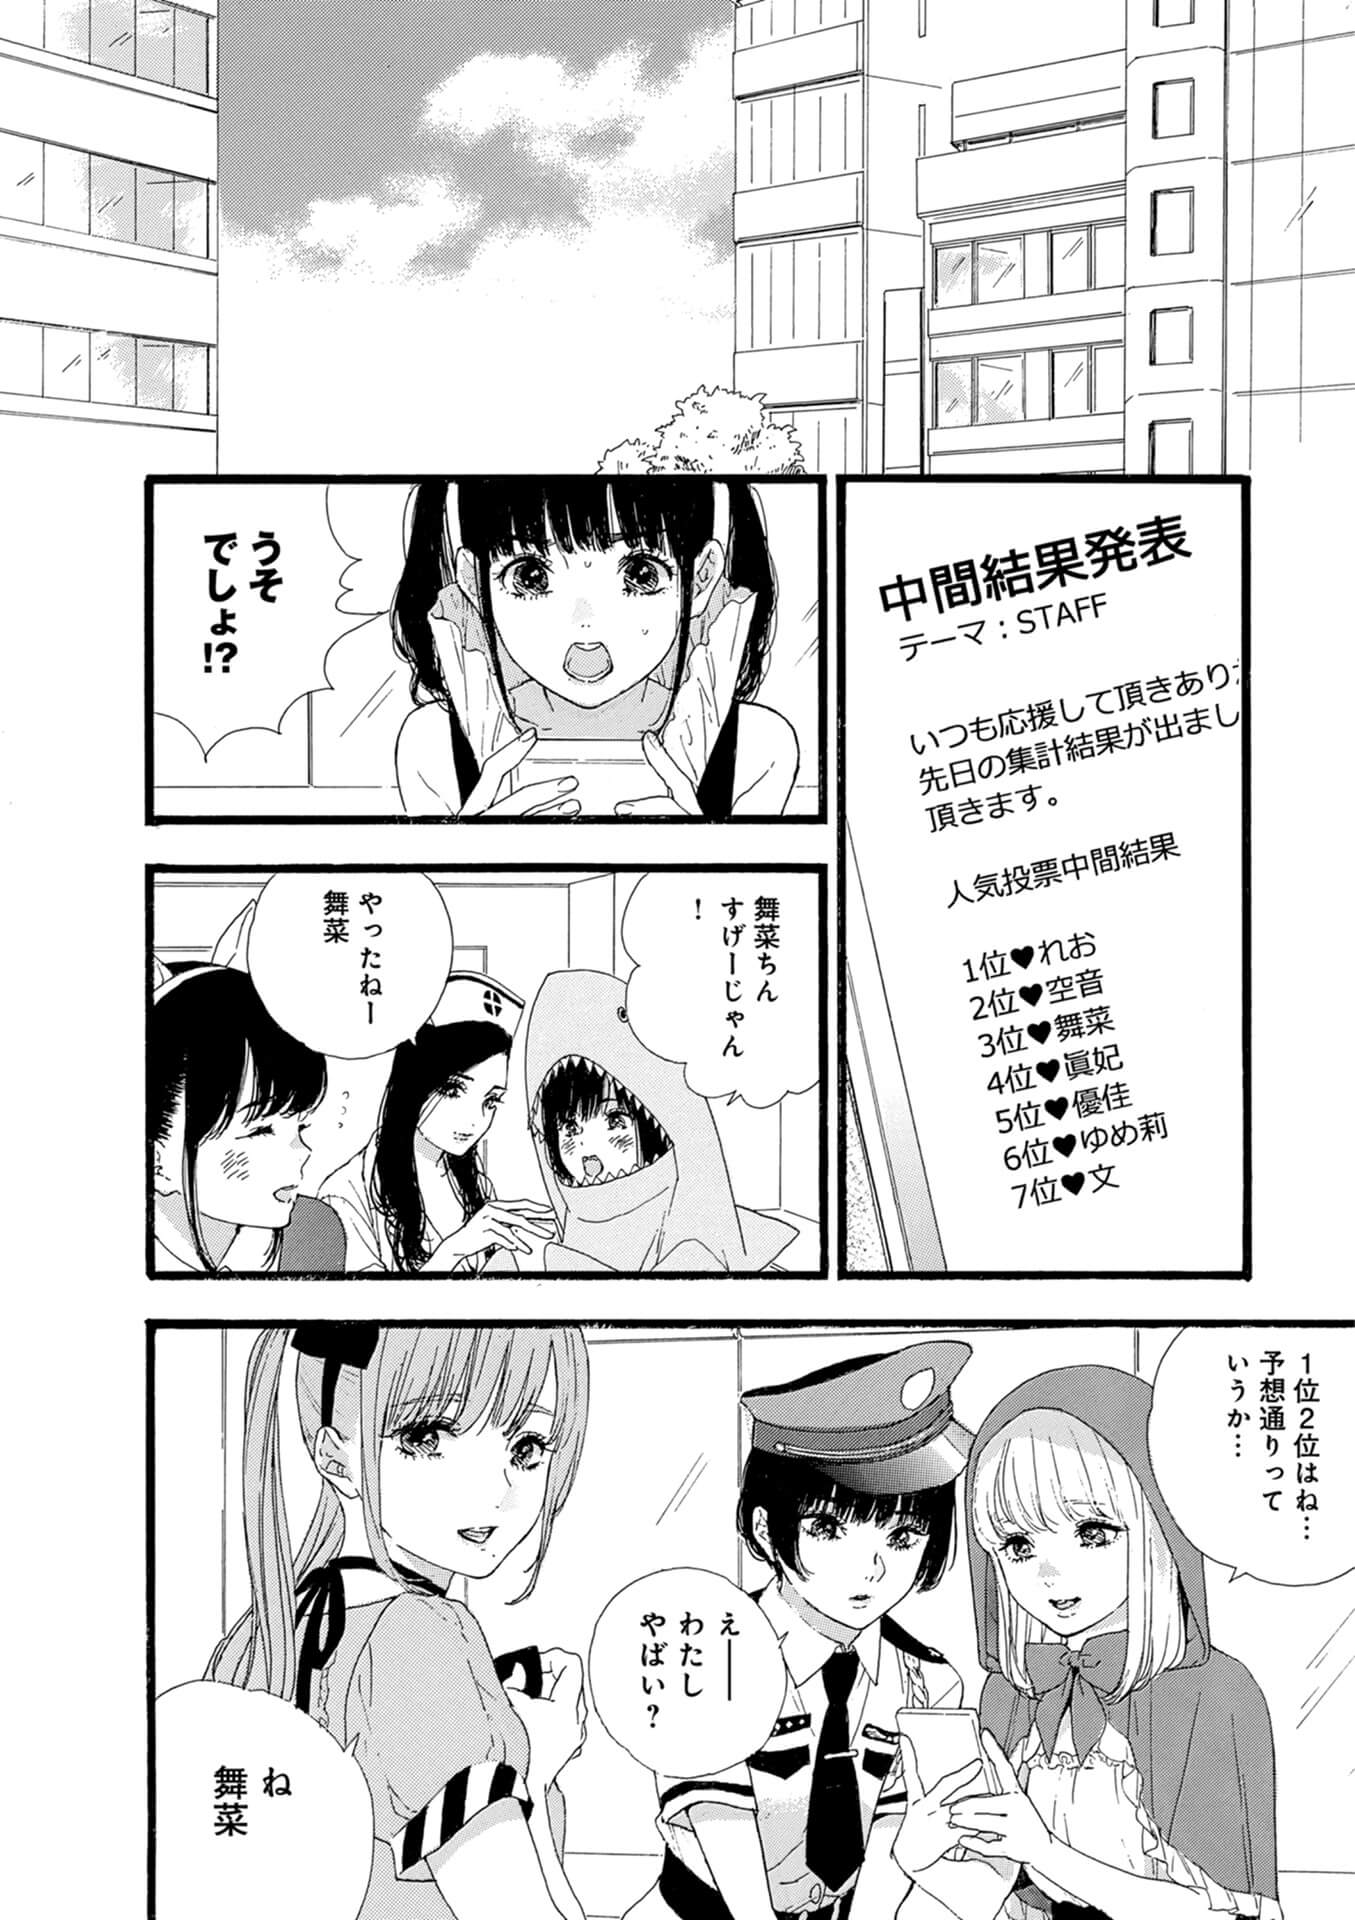 中間結果発表
テーマ：STAFF
いつも応援して頂きあり
先日の集計結果が出まし
頂きます。
人気投票中間結果
1位♥れお
2位♥空音
3位♥舞菜
4位♥眞妃
5位♥優佳
6位♥ゆめ莉
7位♥文
うそ
でしょ!?
舞菜ちん
すげーじゃん
！
やったねー
舞菜
1位2位はね…
予想通りって
いうか…
え――
わたし
やばい？
ね
舞菜